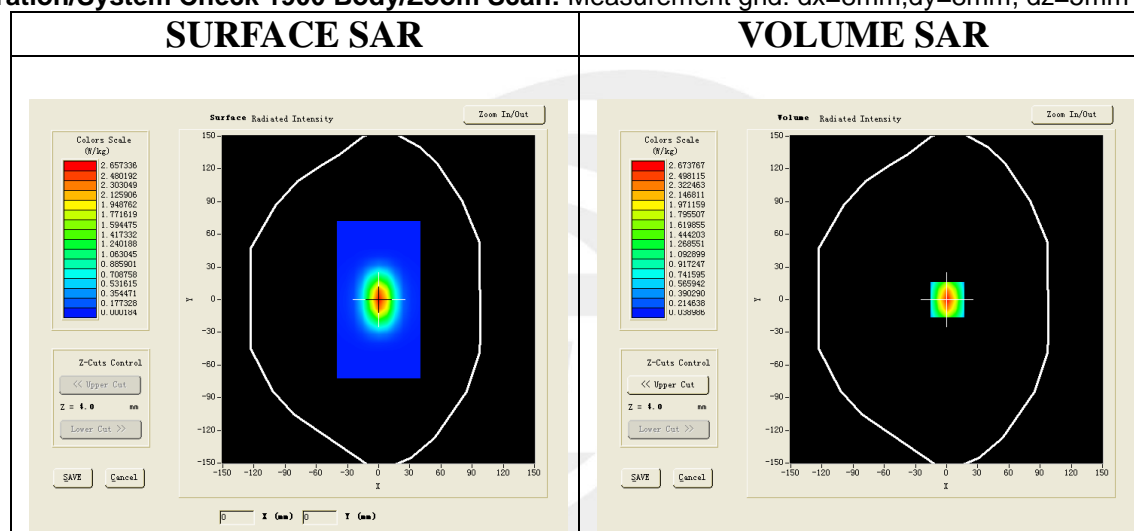 ration/System Check 1900 Body/Zoom Scan: Measurement grid: dx=8mm,dy=8mm, dz=5mm
SURFACE SAR
VOLUME SAR
Surface Radiated Intensity
Zoom In/Out
Colors Scale
(W/kg)
2.657336
2.480192
2.303049
2.125906
1.948762
1.771619
1.594475
1.417332
1.240188
1.063045
0.885901
0.708758
0.531615
0.354471
0.177328
0.000184
Z-Cuts Control
<< Upper Cut
Z = 4.0 mm
Lower Cut >>
SAVE
Cancel
150
120
90
60
30
0
-30
-60
-90
-120
-150
Y
-150 -120 -90 -60 -30 0 30 60 90 120 150
X
0 X (mm) 0 Y (mm)
Volume Radiated Intensity
Zoom In/Out
Colors Scale
(W/kg)
2.673767
2.498115
2.322463
2.146811
1.971159
1.795507
1.619855
1.444203
1.268551
1.092899
0.917247
0.741595
0.565942
0.390290
0.214638
0.038986
Z-Cuts Control
<< Upper Cut
Z = 4.0 mm
Lower Cut >>
SAVE
Cancel
150
120
90
60
30
0
-30
-60
-90
-120
-150
Y
-150 -120 -90 -60 -30 0 30 60 90 120 150
X